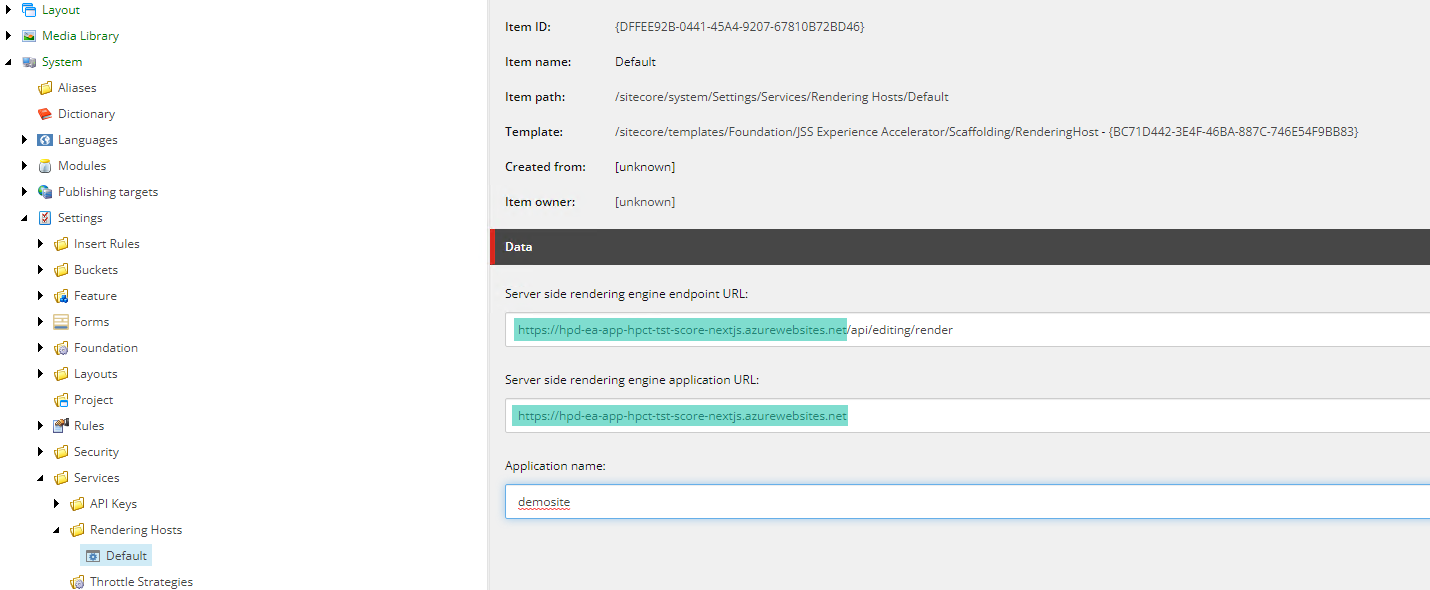 Layout
Media Library
System
Aliases
Dictionary
Languages
Modules
Publishing targets
Settings
Insert Rules
Buckets
Feature
Forms
Foundation
Layouts
Project
Rules
Security
Services
API Keys
Rendering Hosts
Default
Throttle Strategies
Item ID: {DFFEE92B-0441-45A4-9207-67810B72BD46}
Item name: Default
Item path: /sitecore/system/Settings/Services/Rendering Hosts/Default
Template: /sitecore/templates/Foundation/JSS Experience Accelerator/Scaffolding/RenderingHost - {BC71D442-3E4F-46BA-887C-746E54F9BB83}
Created from: [unknown]
Item owner: [unknown]
Data
Server side rendering engine endpoint URL:
https://hpd-ea-app-hpct-tst-score-nextjs.azurewebsites.net/api/editing/render
Server side rendering engine application URL:
https://hpd-ea-app-hpct-tst-score-nextjs.azurewebsites.net
Application name:
demosite